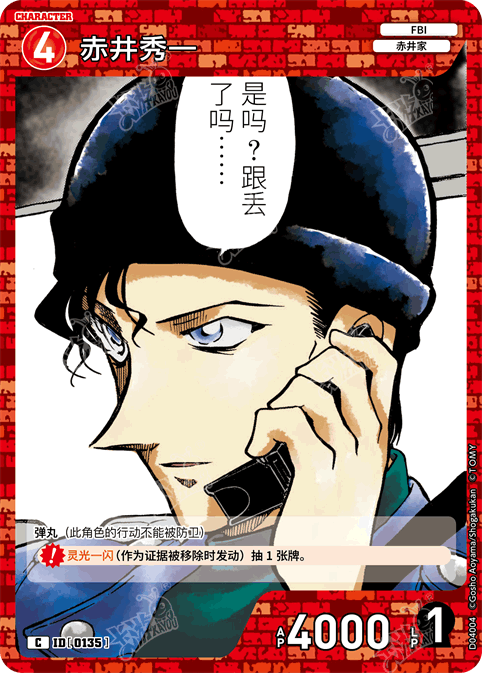 CHARACTER
4
赤井秀一
FBI
赤井家
是吗？跟丢
了吗……
弹丸（此角色的行动不能被防卫）
灵光一闪(作为证据被移除时发动) 抽 1 张牌。
C ID[0135]
AP 4000 LP 1
D04004 ©Gosho Aoyama/Shogakukan ©TOMY